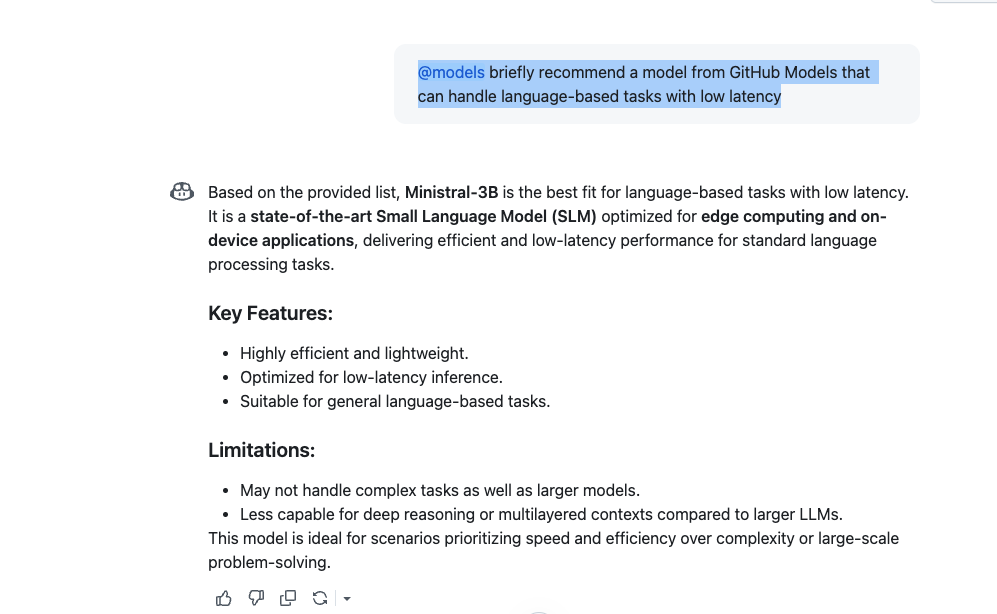 @models briefly recommend a model from GitHub Models that
can handle language-based tasks with low latency
Based on the provided list, Ministral-3B is the best fit for language-based tasks with low latency.
It is a state-of-the-art Small Language Model (SLM) optimized for edge computing and on-
device applications, delivering efficient and low-latency performance for standard language
processing tasks.
Key Features:
• Highly efficient and lightweight.
• Optimized for low-latency inference.
• Suitable for general language-based tasks.
Limitations:
• May not handle complex tasks as well as larger models.
• Less capable for deep reasoning or multilayered contexts compared to larger LLMs.
This model is ideal for scenarios prioritizing speed and efficiency over complexity or large-scale
problem-solving.